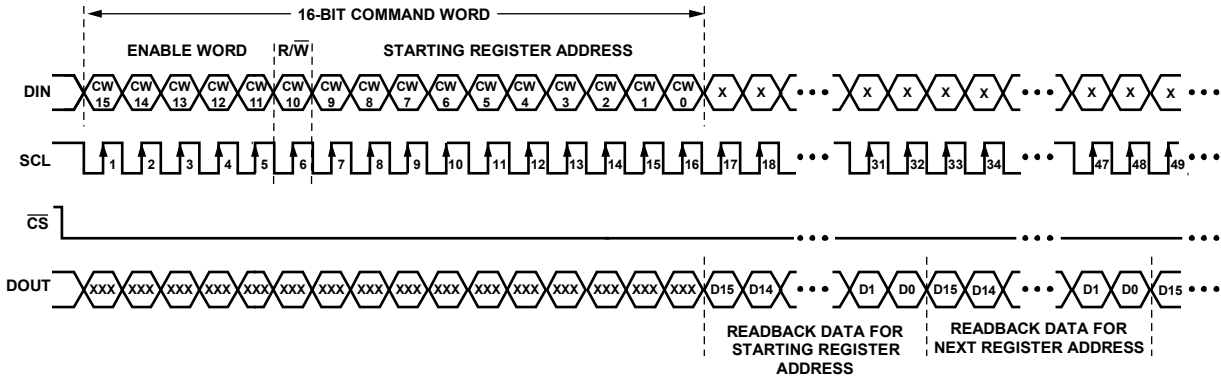 16-BIT COMMAND WORD
ENABLE WORD R/W̅ STARTING REGISTER ADDRESS
DIN CW 15 CW 14 CW 13 CW 12 CW 11 CW 10 CW 9 CW 8 CW 7 CW 6 CW 5 CW 4 CW 3 CW 2 CW 1 CW 0 X X ••• X X X X ••• X X X •••
SCL 1 2 3 4 5 6 7 8 9 10 11 12 13 14 15 16 17 18 ••• 31 32 33 34 ••• 47 48 49 •••
C̅S̅ ••• ••• •••
DOUT XXX XXX XXX XXX XXX XXX XXX XXX XXX XXX XXX XXX XXX XXX XXX XXX D15 D14 ••• D1 D0 D15 D14 ••• D1 D0 D15 •••
READBACK DATA FOR
STARTING REGISTER
ADDRESS
READBACK DATA FOR
NEXT REGISTER ADDRESS